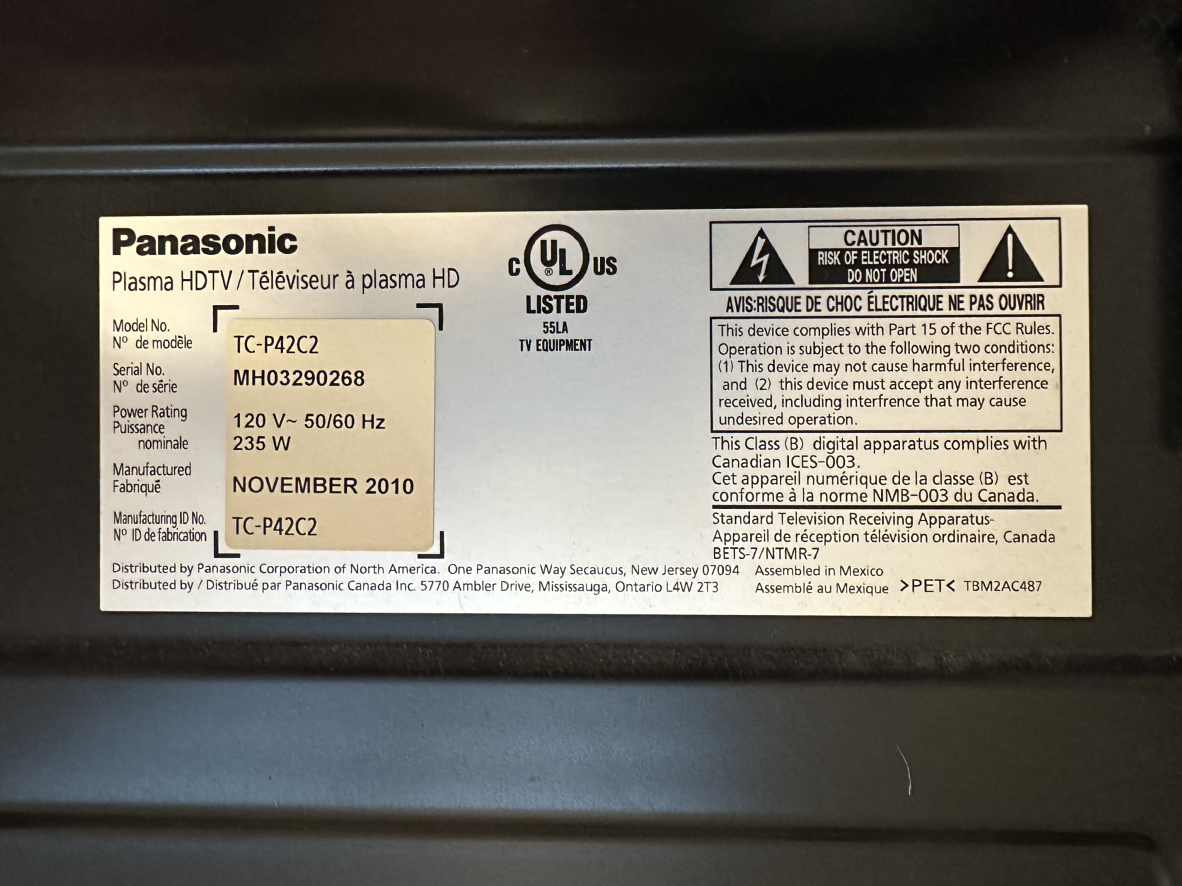 Panasonic
Plasma HDTV / Téléviseur à plasma HD
Model No.
Nº de modèle
TC-P42C2
Serial No.
Nº de série
MH03290268
Power Rating
Puissance
nominale
120 V~ 50/60 Hz
235 W
Manufactured
Fabriqué
NOVEMBER 2010
Manufacturing ID No.
Nº ID de fabrication
TC-P42C2
C UL ® US
LISTED
55LA
TV EQUIPMENT
CAUTION
RISK OF ELECTRIC SHOCK
DO NOT OPEN
AVIS:RISQUE DE CHOC ÉLECTRIQUE NE PAS OUVRIR
This device complies with Part 15 of the FCC Rules.
Operation is subject to the following two conditions:
(1) This device may not cause harmful interference,
and (2) this device must accept any interference
received, including interfrence that may cause
undesired operation.
This Class (B) digital apparatus complies with
Canadian ICES-003.
Cet appareil numérique de la classe (B) est
conforme à la norme NMB-003 du Canada.
Standard Television Receiving Apparatus-
Appareil de réception télévision ordinaire, Canada
BETS-7/NTMR-7
Distributed by Panasonic Corporation of North America. One Panasonic Way Secaucus, New Jersey 07094
Distributed by / Distribué par Panasonic Canada Inc. 5770 Ambler Drive, Mississauga, Ontario L4W 2T3
Assembled in Mexico
Assemblé au Mexique >PET< TBM2AC487